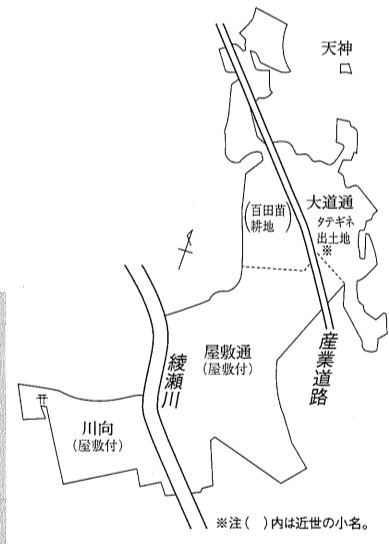 天神
大道通
タテギネ
出土地
※
(百田苗
耕地)
産業道路
屋敷通
(屋敷付)
綾瀬川
川向
(屋敷付)
※注( )内は近世の小名。